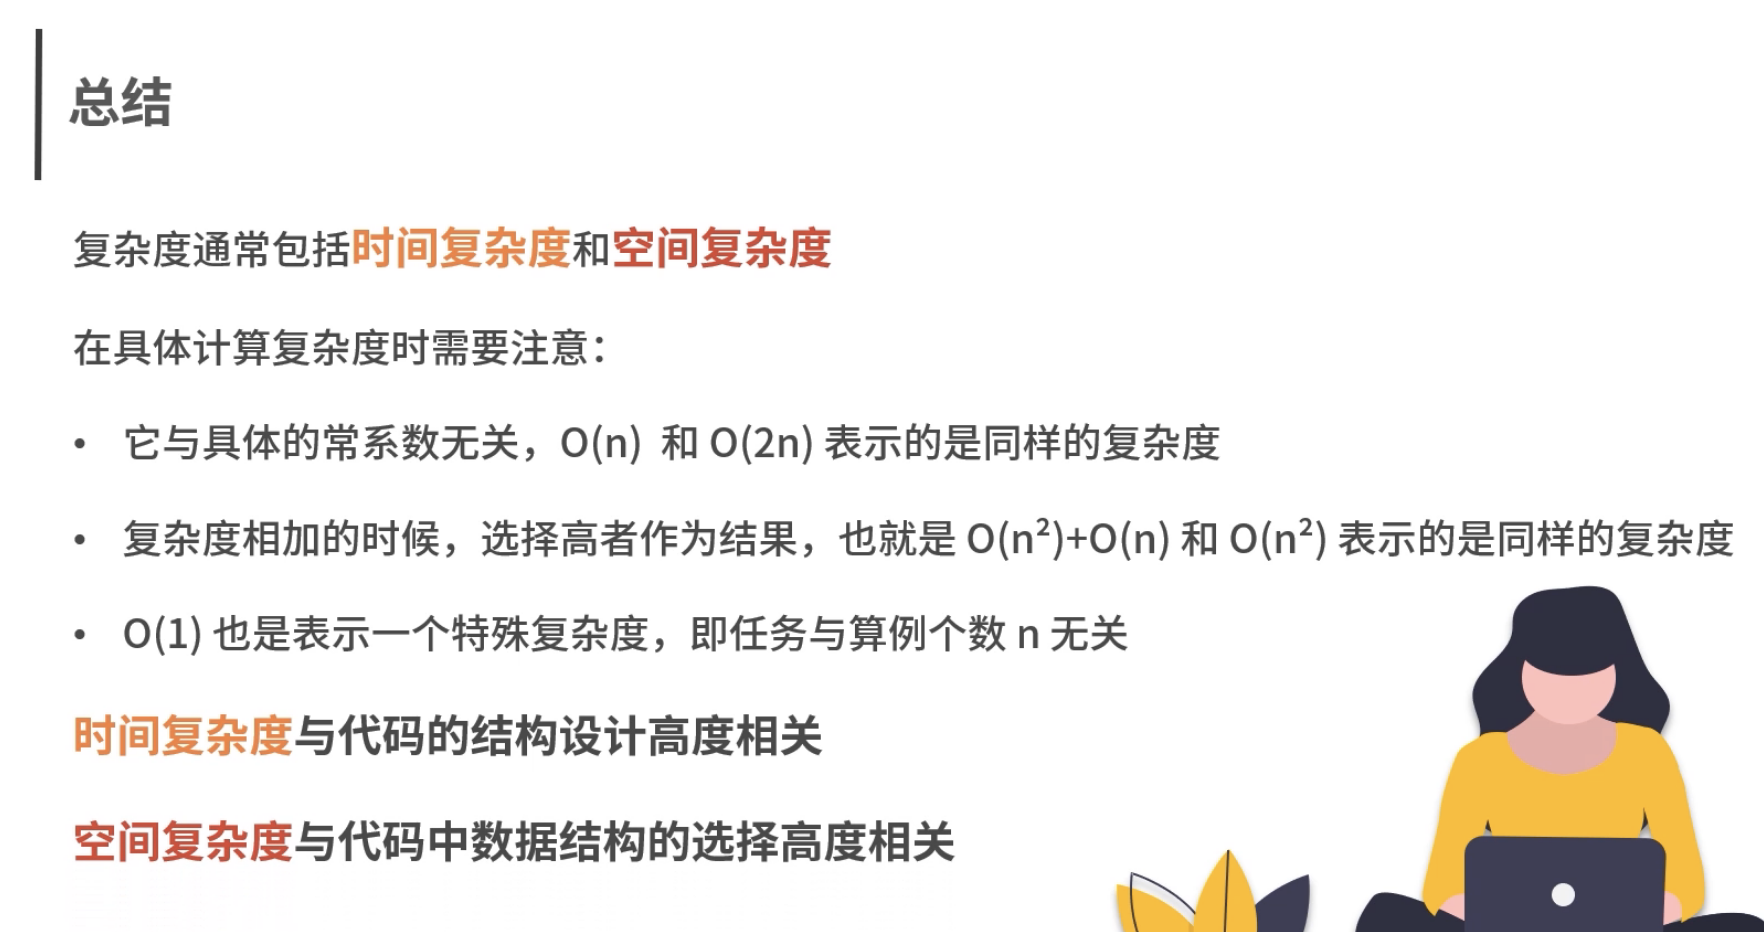 总结
复杂度通常包括时间复杂度和空间复杂度
在具体计算复杂度时需要注意：
• 它与具体的常系数无关，O(n) 和 O(2n) 表示的是同样的复杂度
• 复杂度相加的时候，选择高者作为结果，也就是 O(n²)+O(n) 和 O(n²) 表示的是同样的复杂度
• O(1) 也是表示一个特殊复杂度，即任务与算例个数 n 无关
时间复杂度与代码的结构设计高度相关
空间复杂度与代码中数据结构的选择高度相关